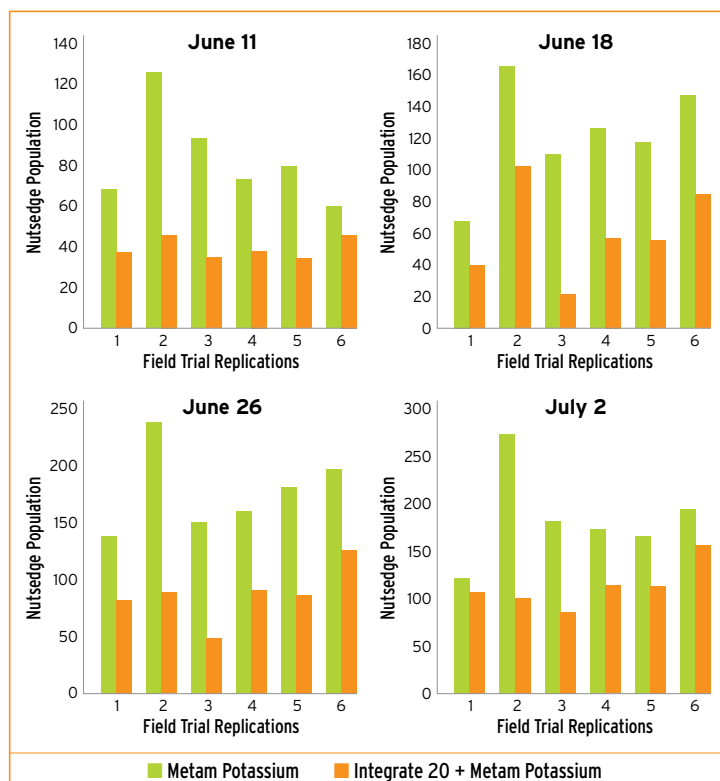 June 11
140
120
100
80
60
40
20
0
Nutsedge Population
1 2 3 4 5 6
Field Trial Replications
June 18
180
160
140
120
100
80
60
40
20
0
Nutsedge Population
1 2 3 4 5 6
Field Trial Replications
June 26
250
200
150
100
50
0
Nutsedge Population
1 2 3 4 5 6
Field Trial Replications
July 2
300
250
200
150
100
50
0
Nutsedge Population
1 2 3 4 5 6
Field Trial Replications
Metam Potassium Integrate 20 + Metam Potassium